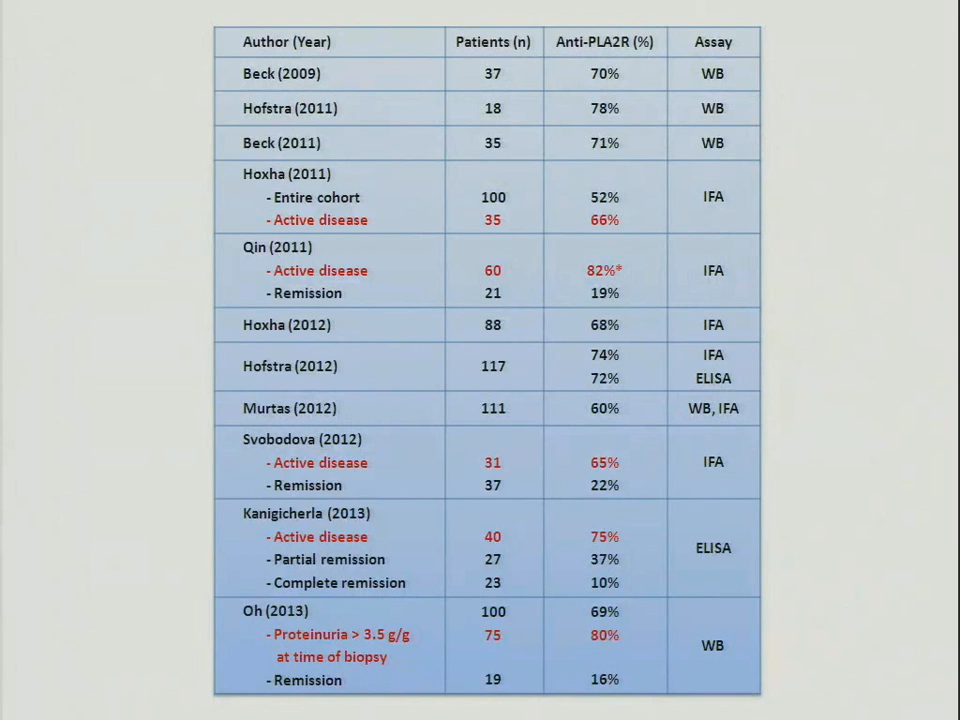 Author (Year) Patients (n) Anti-PLA2R (%) Assay
Beck (2009) 37 70% WB
Hofstra (2011) 18 78% WB
Beck (2011) 35 71% WB
Hoxha (2011)
- Entire cohort 100 52% IFA
- Active disease 35 66%
Qin (2011)
- Active disease 60 82%* IFA
- Remission 21 19%
Hoxha (2012) 88 68% IFA
Hofstra (2012) 117 74% IFA
72% ELISA
Murtas (2012) 111 60% WB, IFA
Svobodova (2012)
- Active disease 31 65% IFA
- Remission 37 22%
Kanigicherla (2013)
- Active disease 40 75% ELISA
- Partial remission 27 37%
- Complete remission 23 10%
Oh (2013) 100 69% WB
- Proteinuria > 3.5 g/g 75 80%
at time of biopsy
- Remission 19 16%